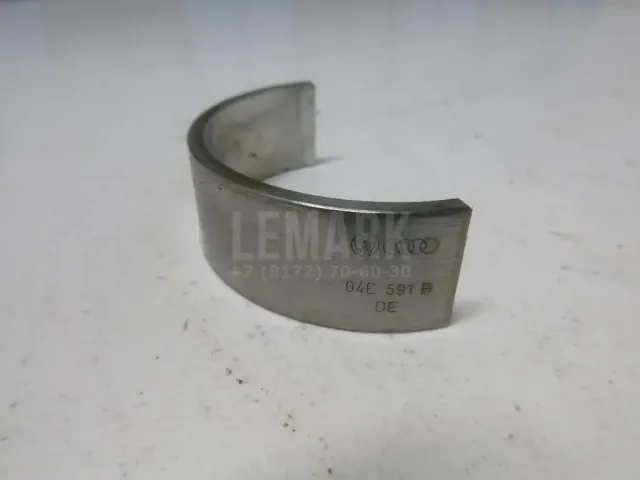 LEMARK
+7 (8172) 70-60-30
04E 591 B
DE